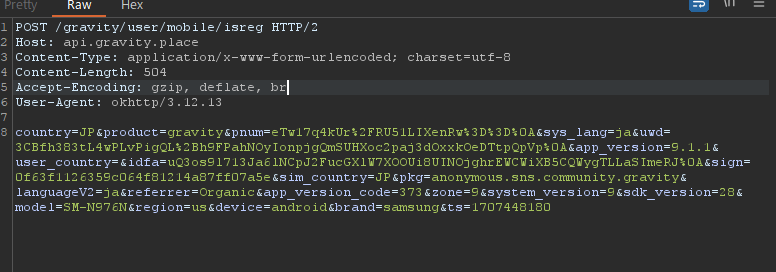 Pretty Raw Hex
1 POST /gravity/user/mobile/isreg HTTP/2
2 Host: api.gravity.place
3 Content-Type: application/x-www-form-urlencoded; charset=utf-8
4 Content-Length: 504
5 Accept-Encoding: gzip, deflate, br
6 User-Agent: okhttp/3.12.13
7
8 country=JP&product=gravity&pnum=eTw17q4kUr%2FRU51LIXenRw%3D%3D%0A&sys_lang=ja&uwd=
3CBfh383tL4wPLvPigQL%2Bh9FPahNOyIonpjgQmSUHXoc2paj3dOxxkOeDTtpQpVp%0A&app_version=9.1.1&
user_country=&idfa=uQ3os9l713Ja6lNCpJ2FucGXlW7XOOUi8UINOjghrEWCWiXB5CQWygTLLaSImeRJ%0A&sign=
0f63f1126359c064f81214a87ff07a5e&sim_country=JP&pkg=anonymous.sns.community.gravity&
languageV2=ja&referrer=Organic&app_version_code=373&zone=9&system_version=9&sdk_version=28&
model=SM-N976N&region=us&device=android&brand=samsung&ts=1707448180